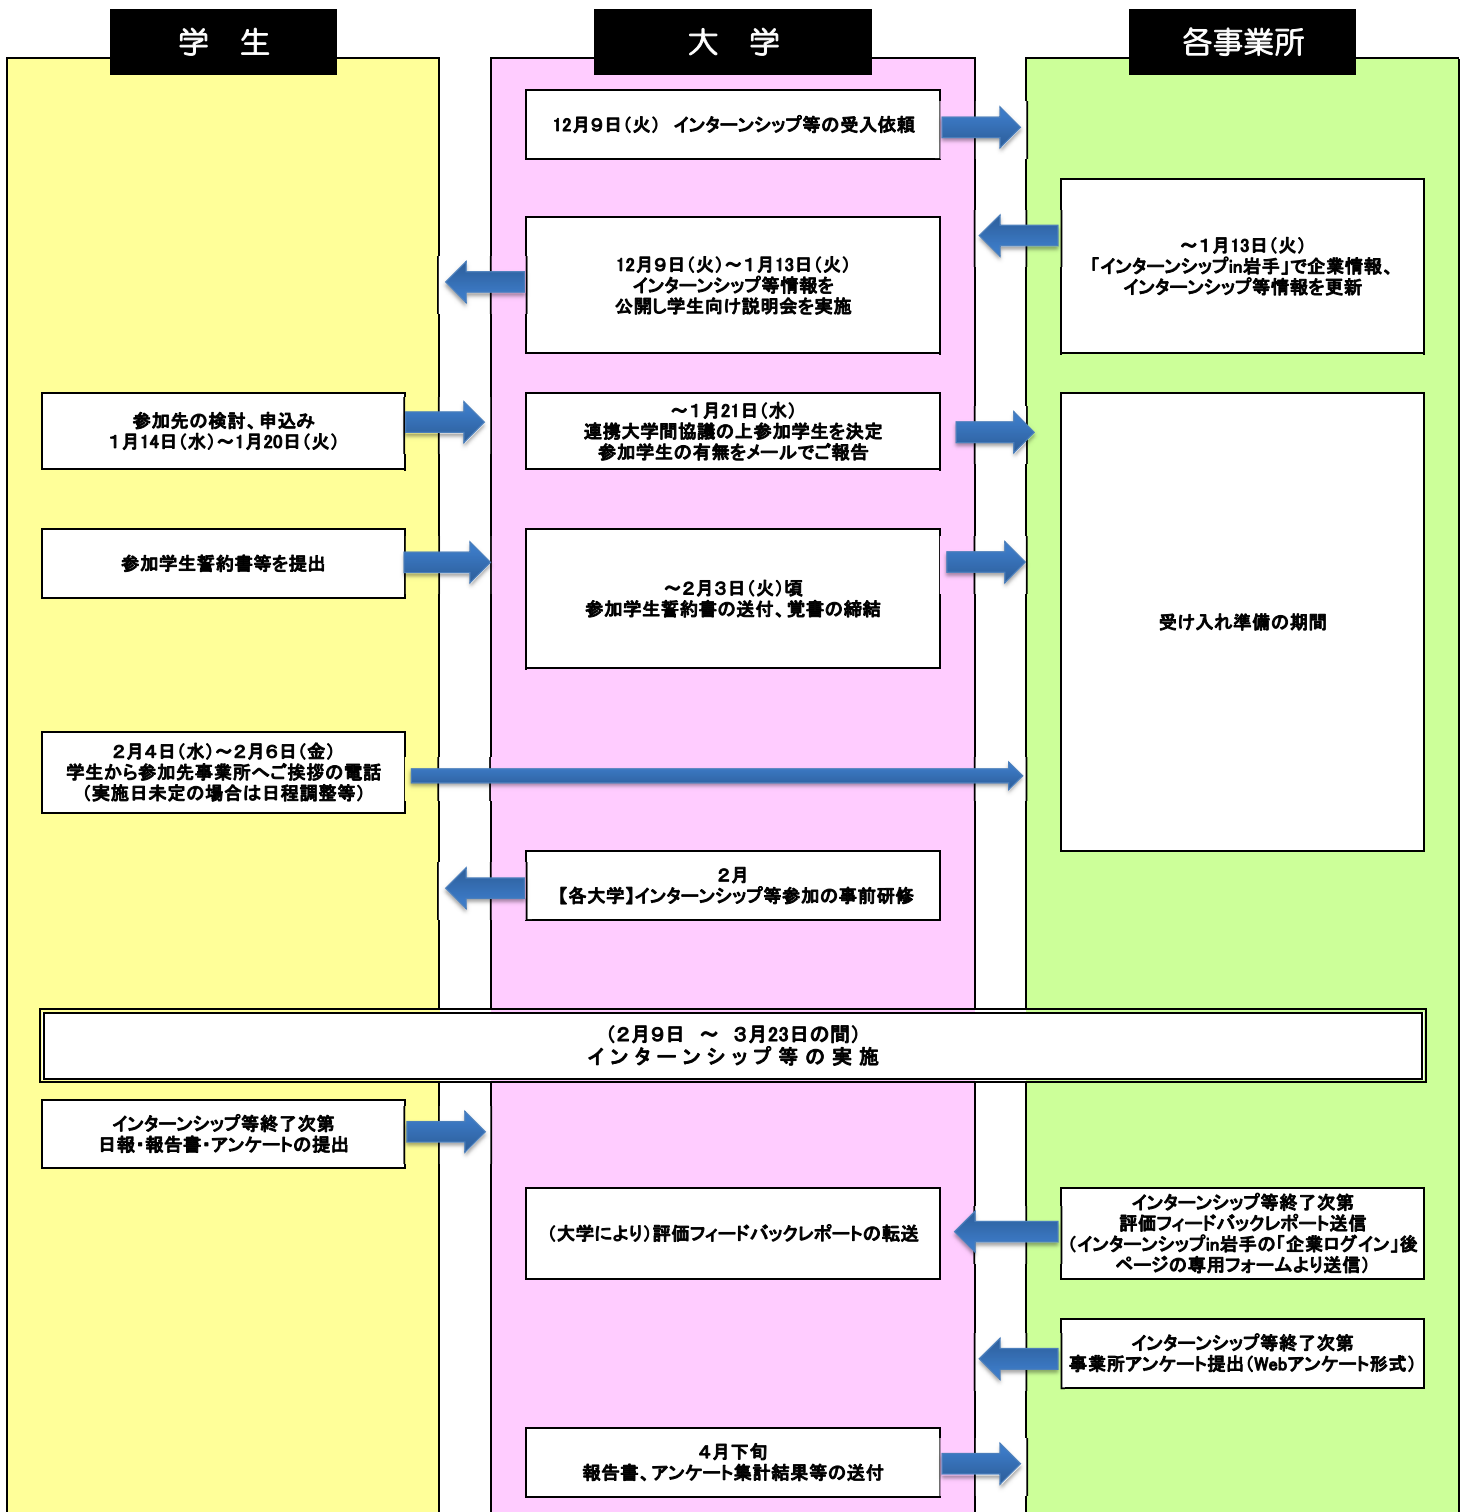 学　生
大　学
各事業所
12月９日（火）　インターンシップ等の受入依頼
～１月13日（火）
「インターンシップin岩手」で企業情報、
インターンシップ等情報を更新
12月９日（火）～１月13日（火）
インターンシップ等情報を
公開し学生向け説明会を実施
参加先の検討、申込み
１月14日（水）～1月20日（火）
～１月21日（水）
連携大学間協議の上参加学生を決定
参加学生の有無をメールでご報告
受け入れ準備の期間
参加学生誓約書等を提出
～２月３日（火）頃
参加学生誓約書の送付、覚書の締結
２月４日（水）～２月６日（金）
学生から参加先事業所へご挨拶の電話
（実施日未定の場合は日程調整等）
２月
【各大学】インターンシップ等参加の事前研修
（２月９日　～　３月23日の間）
インターンシップ等の実施
インターンシップ等終了次第
日報・報告書・アンケートの提出
（大学により）評価フィードバックレポートの転送
インターンシップ等終了次第
評価フィードバックレポート送信
（インターンシップin岩手の「企業ログイン」後
ページの専用フォームより送信）
インターンシップ等終了次第
事業所アンケート提出（Webアンケート形式）
４月下旬
報告書、アンケート集計結果等の送付